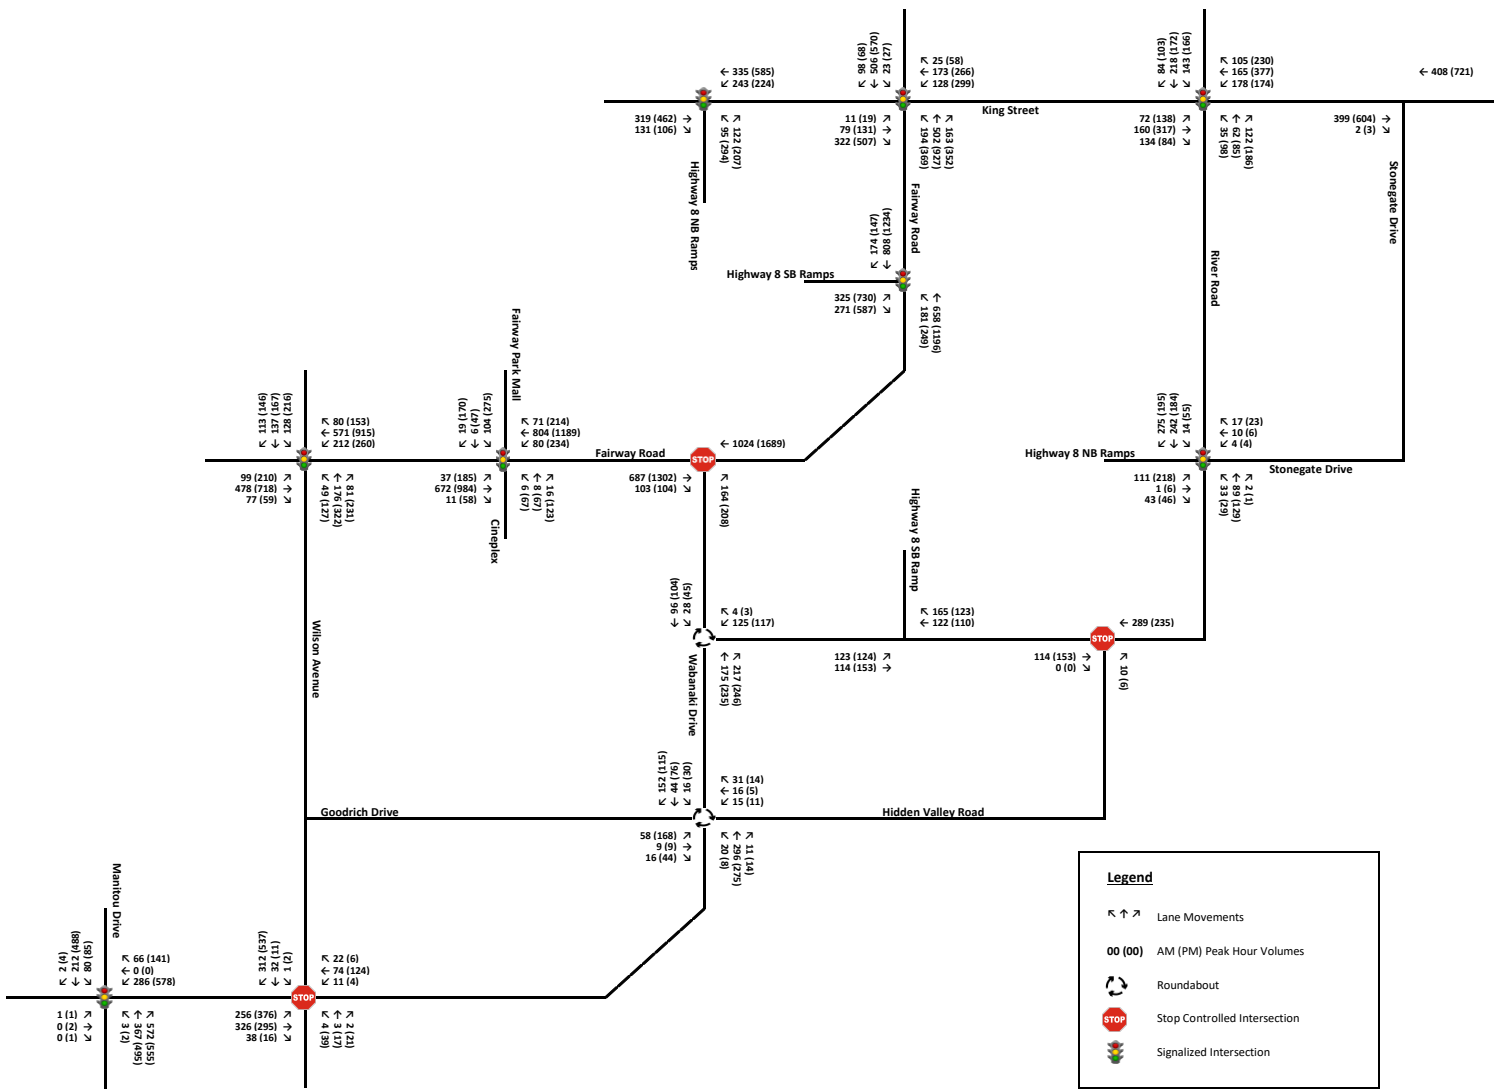 84 (103)
218 (172)
143 (166)
98 (68)
506 (570)
23 (27)
↖ 25 (58)
← 173 (266)
↙ 128 (299)
↖ 105 (230)
← 165 (377)
↙ 178 (174)
← 335 (585)
↙ 243 (224)
← 408 (721)
↙ ↓ ↘
↙ ↓ ↘
King Street
319 (462) →
131 (106) ↘
↖ ↗
95 (294)
122 (207)
11 (19) ↗
79 (131) →
322 (507) ↘
↖ ↑ ↗
194 (369)
502 (927)
163 (352)
72 (138) ↗
160 (317) →
134 (84) ↘
↖ ↑ ↗
35 (98)
62 (85)
122 (186)
399 (604) →
2 (3) ↘
Highway 8 NB Ramps
Fairway Road
Stonegate Drive
174 (147)
808 (1234)
↙ ↓
River Road
Highway 8 SB Ramps
325 (730) ↗
271 (587) ↘
↖ ↑
181 (249)
658 (1196)
Fairway Park Mall
113 (146)
137 (167)
128 (216)
↙ ↓ ↘
↖ 80 (153)
← 571 (915)
↙ 212 (260)
19 (170)
6 (47)
104 (275)
↙ ↓ ↘
↖ 71 (214)
← 804 (1189)
↙ 80 (234)
← 1024 (1689)
275 (195)
242 (184)
14 (5)
↙ ↓ ↘
↖ 17 (23)
← 10 (6)
↙ 4 (4)
Fairway Road
STOP
Highway 8 NB Ramps
Stonegate Drive
99 (210) ↗
478 (718) →
77 (59) ↘
↖ ↑ ↗
49 (127)
176 (322)
81 (231)
37 (185) ↗
672 (984) →
11 (58) ↘
↖ ↑ ↗
6 (67)
8 (67)
16 (123)
687 (1302) →
103 (104) ↘
↗
164 (208)
111 (218) ↗
1 (6) →
43 (46) ↘
↖ ↑ ↗
33 (29)
89 (129)
2 (1)
Cineplex
Highway 8 SB Ramp
96 (104)
28 (45)
↓ ↘
↖ 4 (3)
↙ 125 (117)
↖ 165 (123)
← 122 (110)
← 289 (235)
STOP
Wilson Avenue
Wabanaki Drive
↑ ↗
175 (235)
217 (246)
123 (124) ↗
114 (153) →
114 (153) →
0 (0) ↘
↗
10 (6)
152 (115)
44 (76)
16 (30)
↙ ↓ ↘
↖ 31 (14)
← 16 (5)
↙ 15 (11)
Goodrich Drive
Hidden Valley Road
58 (168) ↗
9 (9) →
16 (44) ↘
↖ ↑ ↗
20 (8)
296 (275)
11 (14)
Manitou Drive
2 (4)
212 (488)
80 (85)
↙ ↓ ↘
↖ 66 (141)
← 0 (0)
↙ 286 (578)
312 (537)
32 (11)
1 (2)
↙ ↓ ↘
↖ 22 (6)
← 74 (124)
↙ 11 (4)
STOP
1 (1) ↗
0 (2) →
0 (1) ↘
↖ ↑ ↗
3 (2)
367 (495)
572 (555)
256 (376) ↗
326 (295) →
38 (16) ↘
↖ ↑ ↗
4 (39)
3 (17)
2 (21)
Legend
↖ ↑ ↗ Lane Movements
00 (00) AM (PM) Peak Hour Volumes
Roundabout
STOP Stop Controlled Intersection
Signalized Intersection